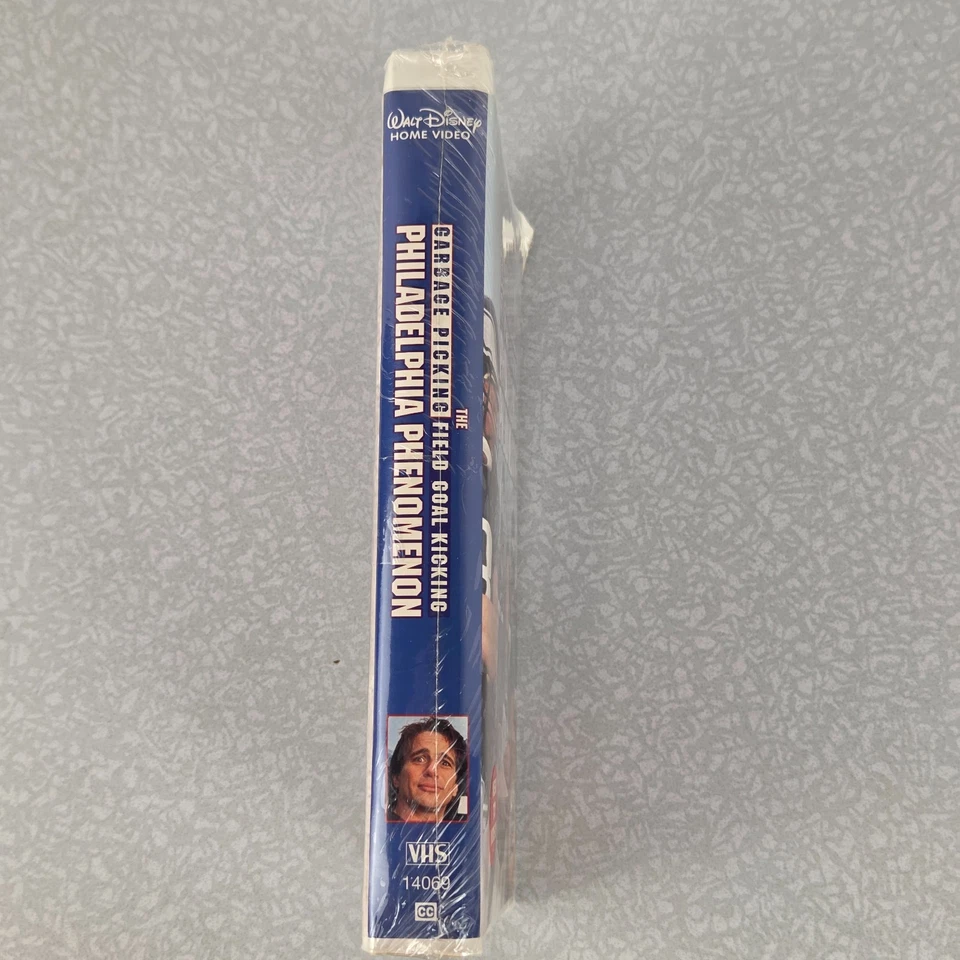 Walt Disney
HOME VIDEO
THE
GARBAGE PICKING FIELD GOAL KICKING
PHILADELPHIA PHENOMENON
VHS
14069
CC